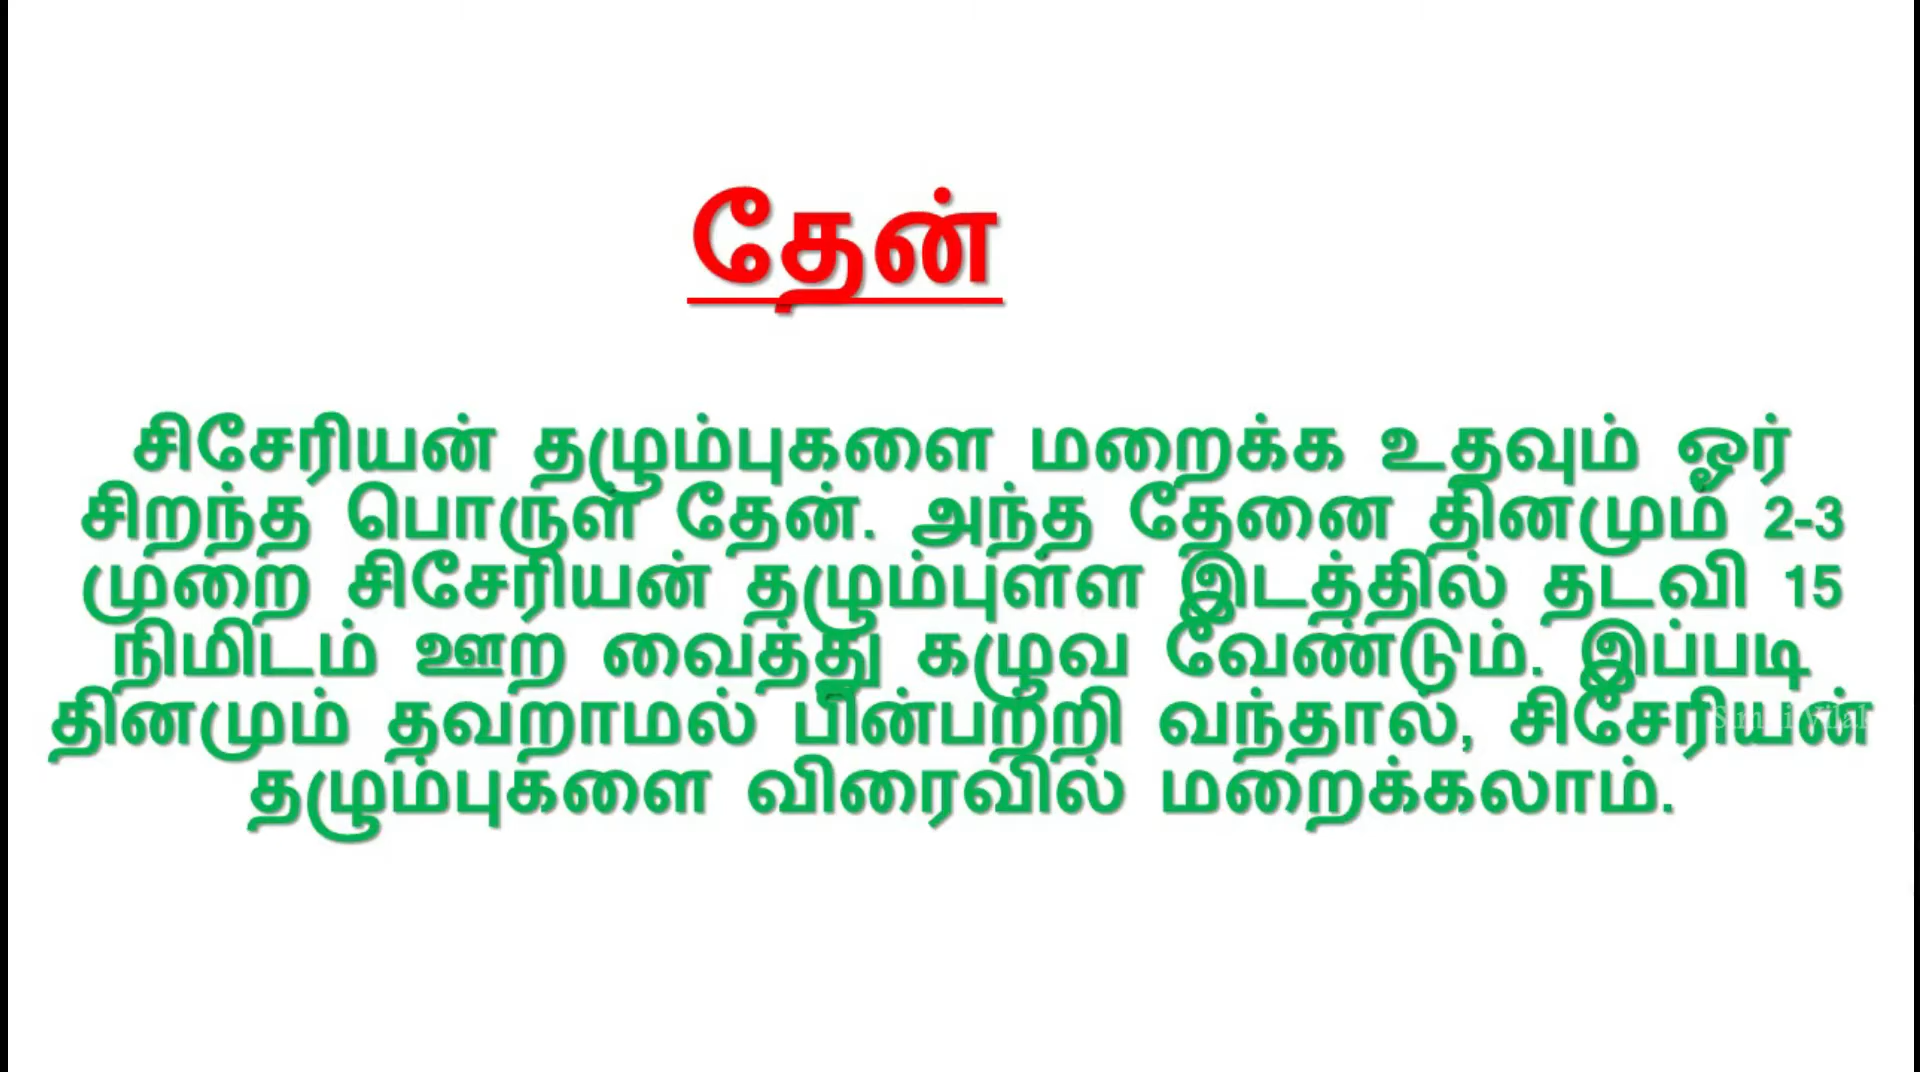 தேன்
சிசேரியன் தழும்புகளை மறைக்க உதவும் ஓர்
சிறந்த பொருள் தேன். அந்த தேனை தினமும் 2-3
முறை சிசேரியன் தழும்புள்ள இடத்தில் தடவி 15
நிமிடம் ஊற வைத்து கழுவ வேண்டும். இப்படி
தினமும் தவறாமல் பின்பற்றி வந்தால், சிசேரியன்
தழும்புகளை விரைவில் மறைக்கலாம்.